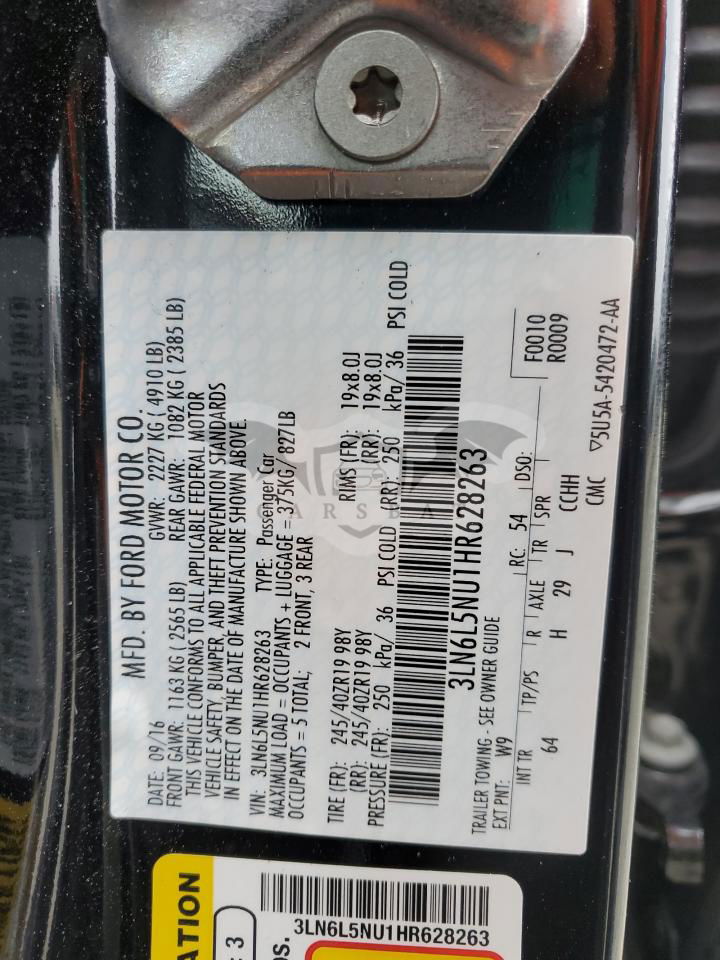 MFD. BY FORD MOTOR CO.
DATE: 09/16 GVWR: 2227 KG ( 4910 LB)
FRONT GAWR: 1163 KG ( 2565 LB) REAR GAWR: 1082 KG ( 2385 LB)
THIS VEHICLE CONFORMS TO ALL APPLICABLE FEDERAL MOTOR
VEHICLE SAFETY, BUMPER, AND THEFT PREVENTION STANDARDS
IN EFFECT ON THE DATE OF MANUFACTURE SHOWN ABOVE.
VIN: 3LN6L5NU1HR628263 TYPE: Passenger Car
MAXIMUM LOAD = OCCUPANTS + LUGGAGE = 375KG / 827LB
OCCUPANTS = 5 TOTAL; 2 FRONT, 3 REAR
TIRE (FR): 245/40ZR19 98Y RIMS (FR): 19x8.0J
(RR): 245/40ZR19 98Y (RR): 19x8.0J
PRESSURE (FR): 250 kPa/ 36 PSI COLD (RR): 250 kPa/ 36 PSI COLD
3LN6L5NU1HR628263
TRAILER TOWING - SEE OWNER GUIDE
EXT PNT: W9 RC: 54 DSO: F0010
R0009
INT TR TP/PS R AXLE TR SPR
64 H 29 J CCHH
CMC ▽5U5A-5420472-AA
CARSBA
ATION
: 3
os.
3LN6L5NU1HR628263